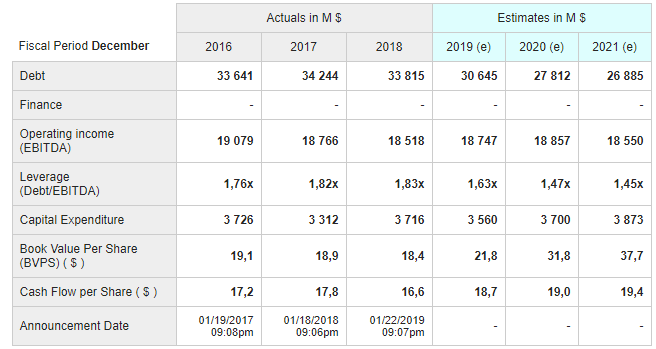 Actuals in M $ Estimates in M $
Fiscal Period December 2016 2017 2018 2019 (e) 2020 (e) 2021 (e)
Debt 33 641 34 244 33 815 30 645 27 812 26 885
Finance - - - - - -
Operating income
(EBITDA) 19 079 18 766 18 518 18 747 18 857 18 550
Leverage
(Debt/EBITDA) 1,76x 1,82x 1,83x 1,63x 1,47x 1,45x
Capital Expenditure 3 726 3 312 3 716 3 560 3 700 3 873
Book Value Per Share
(BVPS) ( $ ) 19,1 18,9 18,4 21,8 31,8 37,7
Cash Flow per Share ( $ ) 17,2 17,8 16,6 18,7 19,0 19,4
Announcement Date 01/19/2017 01/18/2018 01/22/2019 - - -
09:08pm 09:06pm 09:07pm